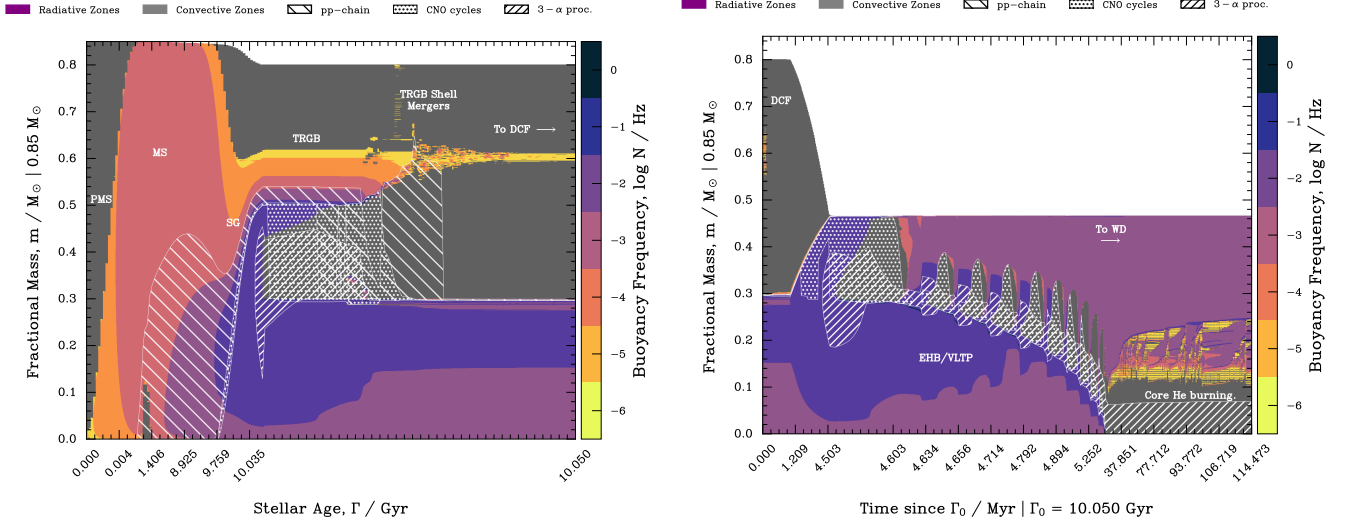 Radiative Zones Convective Zones pp−chain CNO cycles 3 − α proc.
Fractional Mass, m / M⊙ | 0.85 M⊙
0.8
0.7
0.6
0.5
0.4
0.3
0.2
0.1
0.0
PMS
MS
SG
TRGB
TRGB Shell
Mergers
To DCF
0.000 0.004 1.406 8.925 9.759 10.035 10.050
Stellar Age, Γ / Gyr
0
−1
−2
−3
−4
−5
−6
Buoyancy Frequency, log N / Hz
Radiative Zones Convective Zones pp−chain CNO cycles 3 − α proc.
Fractional Mass, m / M⊙ | 0.85 M⊙
0.8
0.7
0.6
0.5
0.4
0.3
0.2
0.1
0.0
DCF
To WD
EHB/VLTP
Core He burning.
0.000 1.209 4.503 4.603 4.634 4.656 4.714 4.792 4.894 5.252 37.851 77.712 93.772 106.719 114.473
Time since Γ0 / Myr | Γ0 = 10.050 Gyr
0
−1
−2
−3
−4
−5
−6
Buoyancy Frequency, log N / Hz